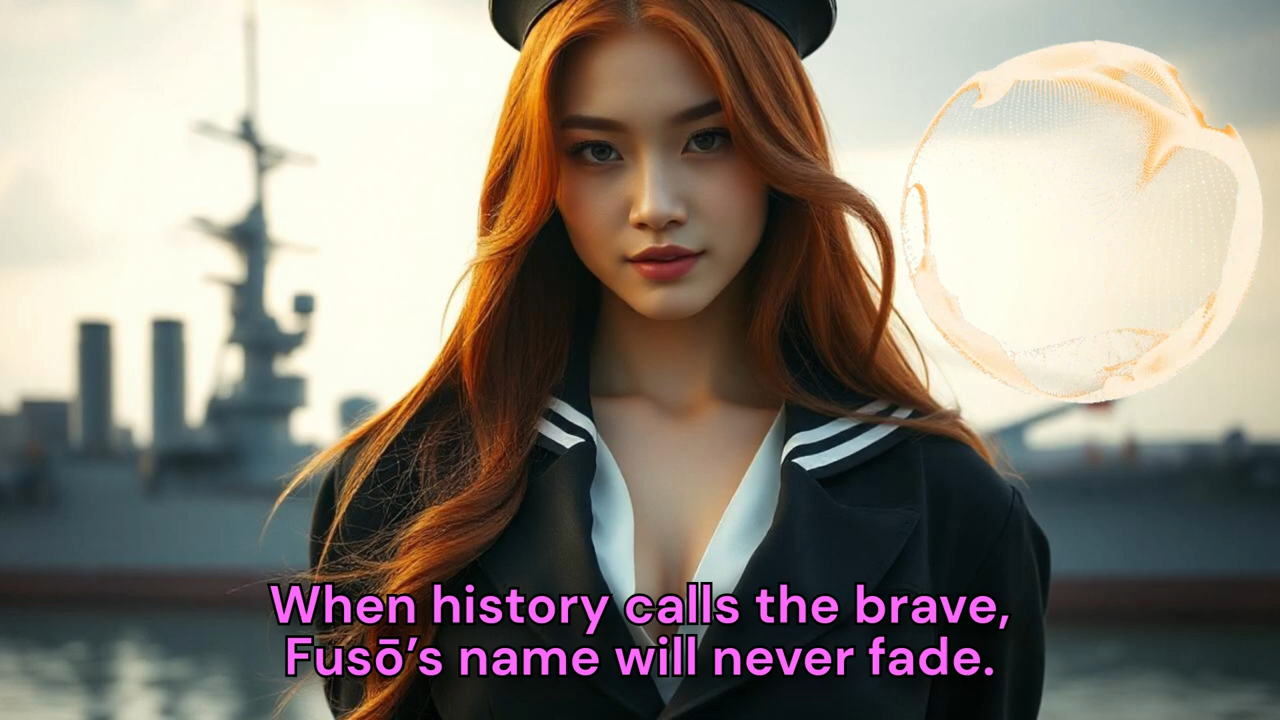 When history calls the brave,
Fusō’s name will never fade.